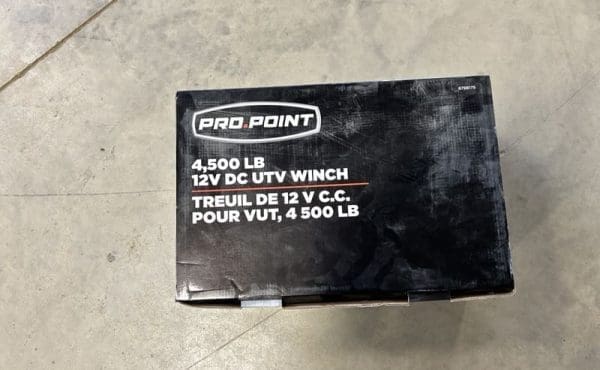 PRO.POINT
4,500 LB
12V DC UTV WINCH
TREUIL DE 12 V C.C.
POUR VUT, 4 500 LB